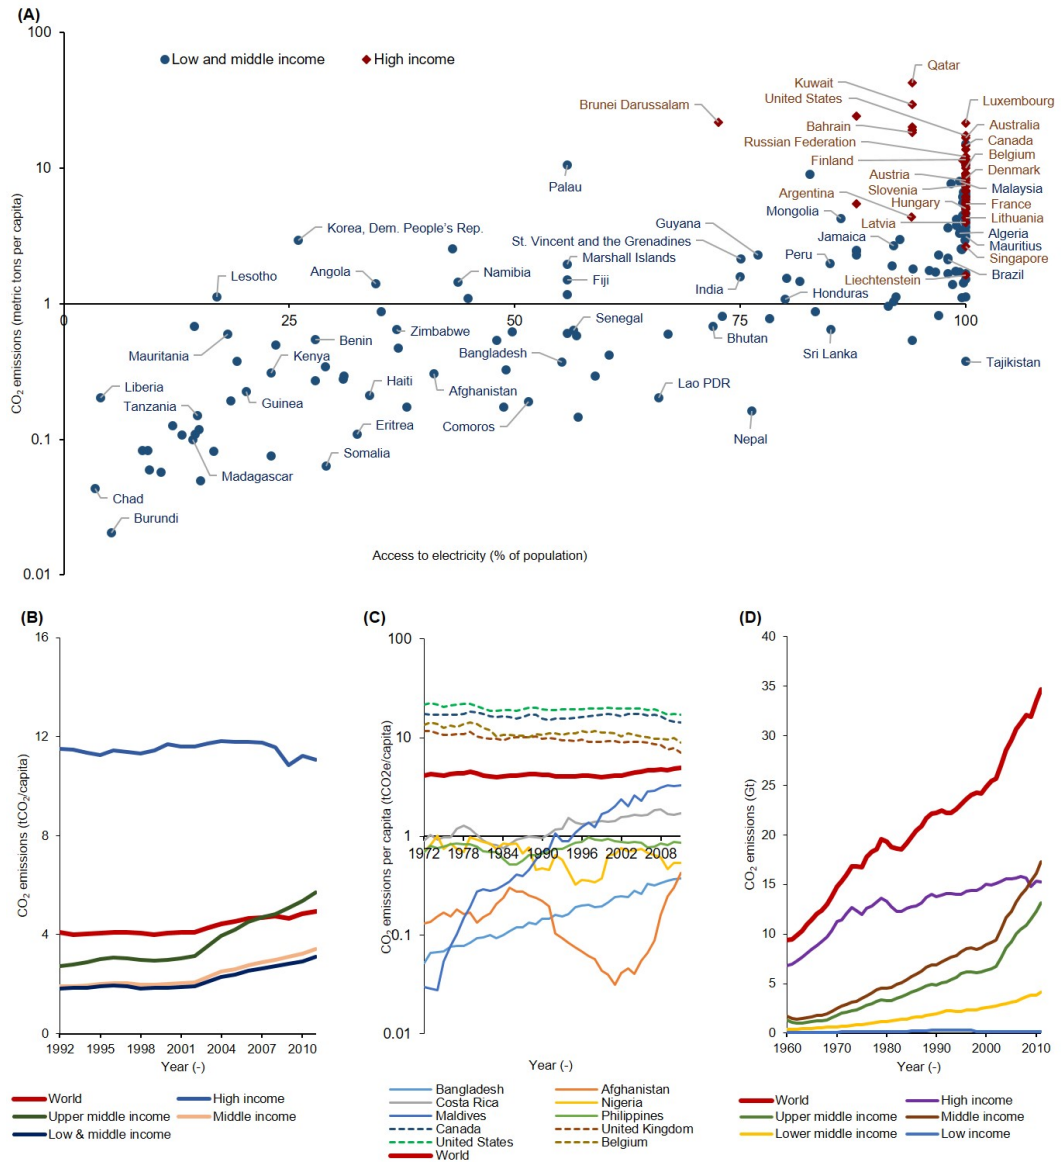 (A)
100
Low and middle income
High income
Qatar
Kuwait
United States
Brunei Darussalam
Luxembourg
Bahrain
Australia
Russian Federation
Canada
Finland
Belgium
10
Palau
Austria
Denmark
Slovenia
Malaysia
Argentina
Hungary
France
Mongolia
Latvia
Lithuania
Korea, Dem. People's Rep.
Guyana
Jamaica
Algeria
St. Vincent and the Grenadines
Mauritius
Lesotho
Angola
Namibia
Marshall Islands
Peru
Singapore
Fiji
India
Liechtenstein
Brazil
Honduras
1
0
25
50
75
100
Mauritania
Benin
Zimbabwe
Senegal
Bhutan
Kenya
Bangladesh
Sri Lanka
Tajikistan
Liberia
Haiti
Afghanistan
Lao PDR
Tanzania
Guinea
Comoros
Eritrea
Nepal
0.1
Somalia
Madagascar
Chad
Burundi
Access to electricity (% of population)
0.01
CO2 emissions (metric tons per capita)
(B)
16
12
8
4
0
CO2 emissions (tCO2/capita)
1992 1995 1998 2001 2004 2007 2010
Year (-)
World
High income
Upper middle income
Middle income
Low & middle income
(C)
100
10
1
0.1
0.01
CO2 emissions per capita (tCO2e/capita)
1972 1978 1984 1990 1996 2002 2008
Year (-)
Bangladesh
Afghanistan
Costa Rica
Nigeria
Maldives
Philippines
Canada
United Kingdom
United States
Belgium
World
(D)
40
35
30
25
20
15
10
5
0
CO2 emissions (Gt)
1960 1970 1980 1990 2000 2010
Year (-)
World
High income
Upper middle income
Middle income
Lower middle income
Low income